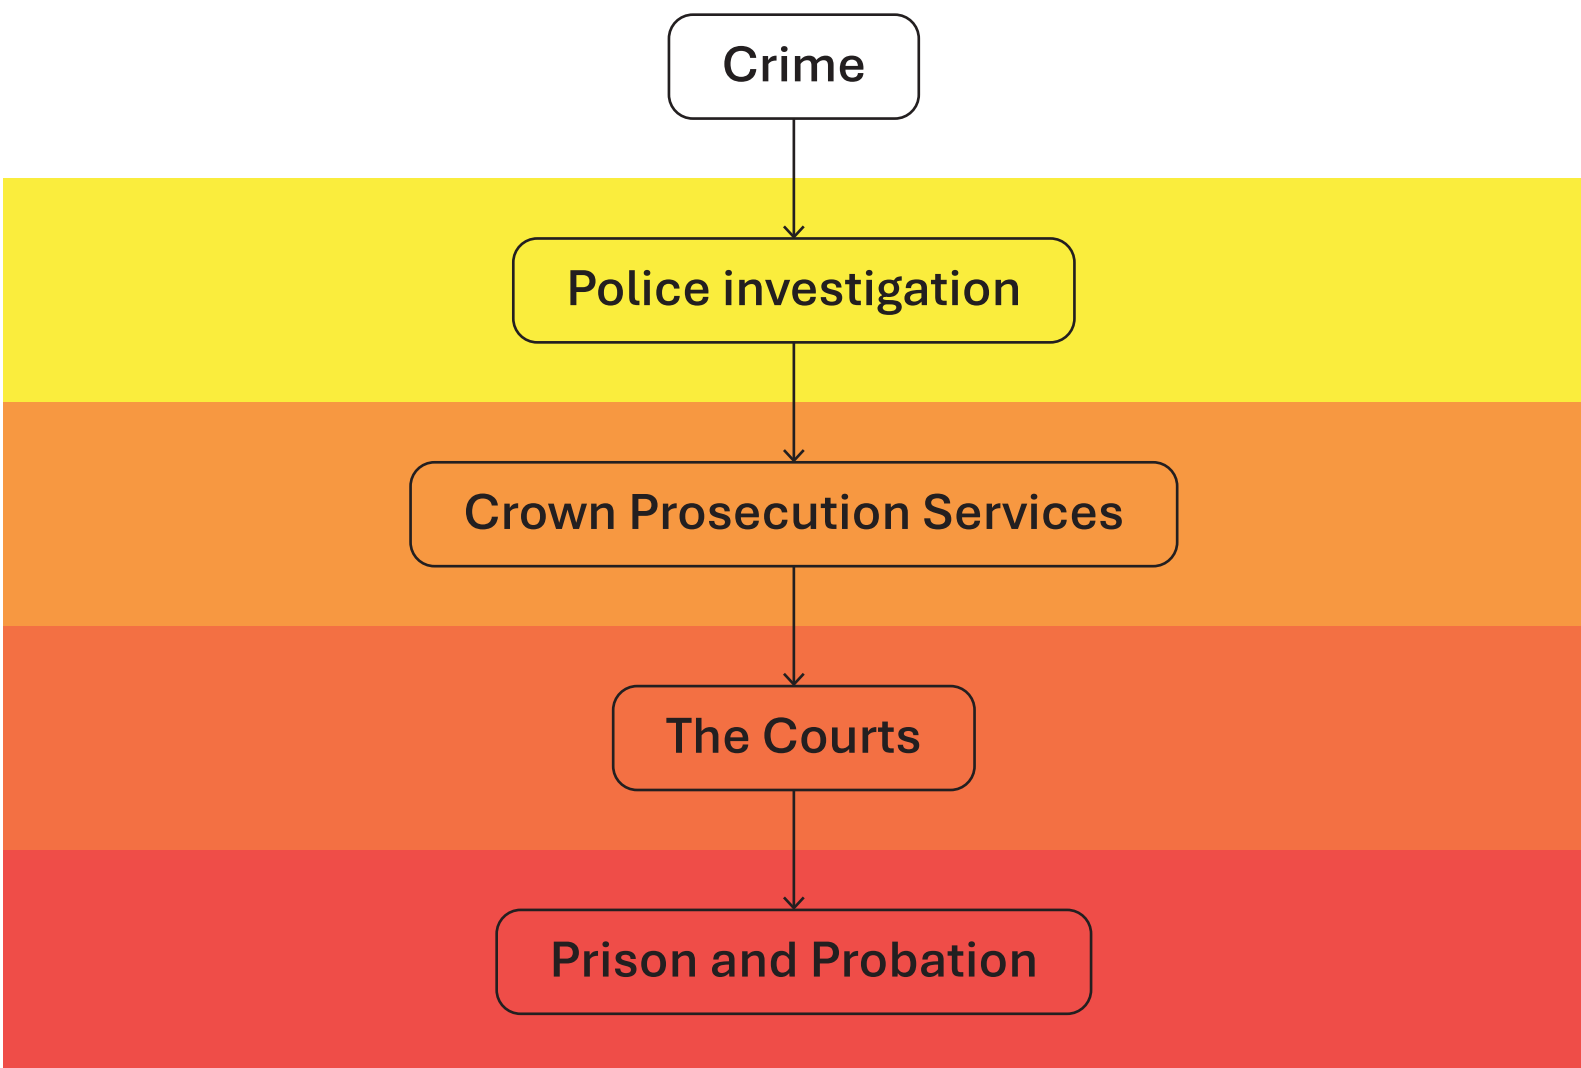 Crime
Police investigation
Crown Prosecution Services
The Courts
Prison and Probation